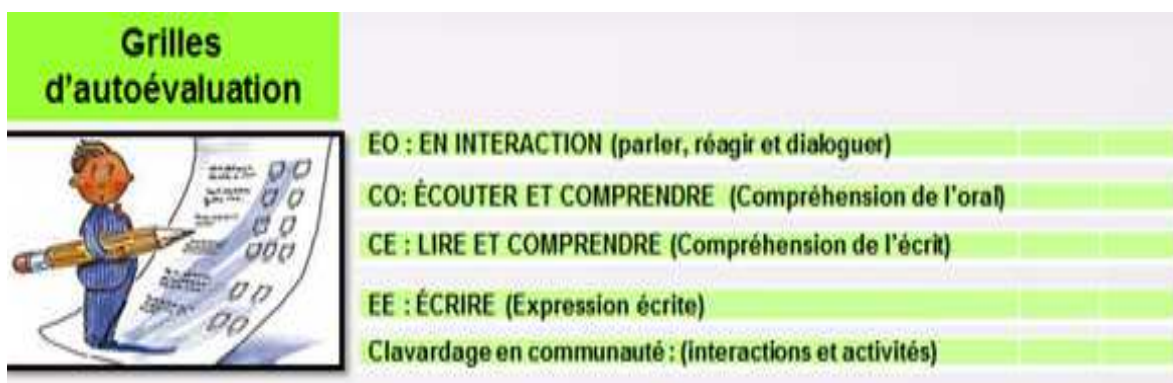 Grilles
d'autoévaluation
EO : EN INTERACTION (parler, réagir et dialoguer)
CO: ÉCOUTER ET COMPRENDRE (Compréhension de l'oral)
CE : LIRE ET COMPRENDRE (Compréhension de l'écrit)
EE : ÉCRIRE (Expression écrite)
Clavardage en communauté : (interactions et activités)